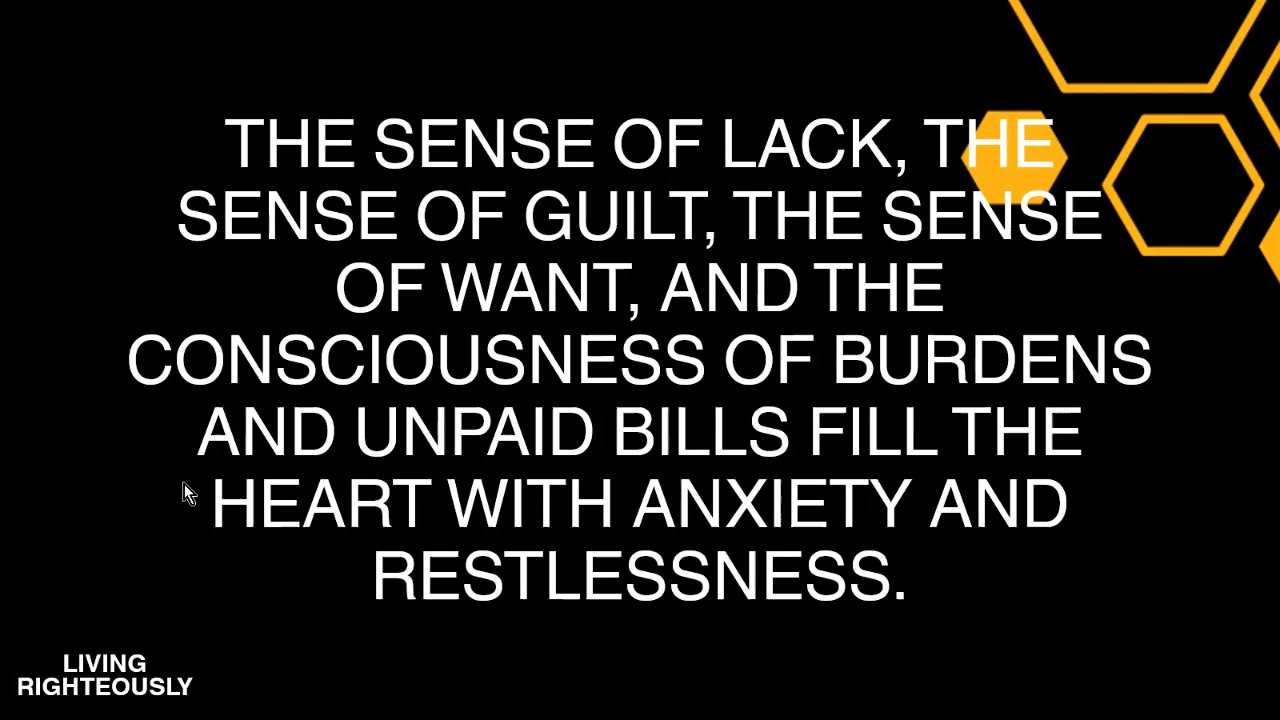 THE SENSE OF LACK, THE
SENSE OF GUILT, THE SENSE
OF WANT, AND THE
CONSCIOUSNESS OF BURDENS
AND UNPAID BILLS FILL THE
HEART WITH ANXIETY AND
RESTLESSNESS.
LIVING
RIGHTEOUSLY